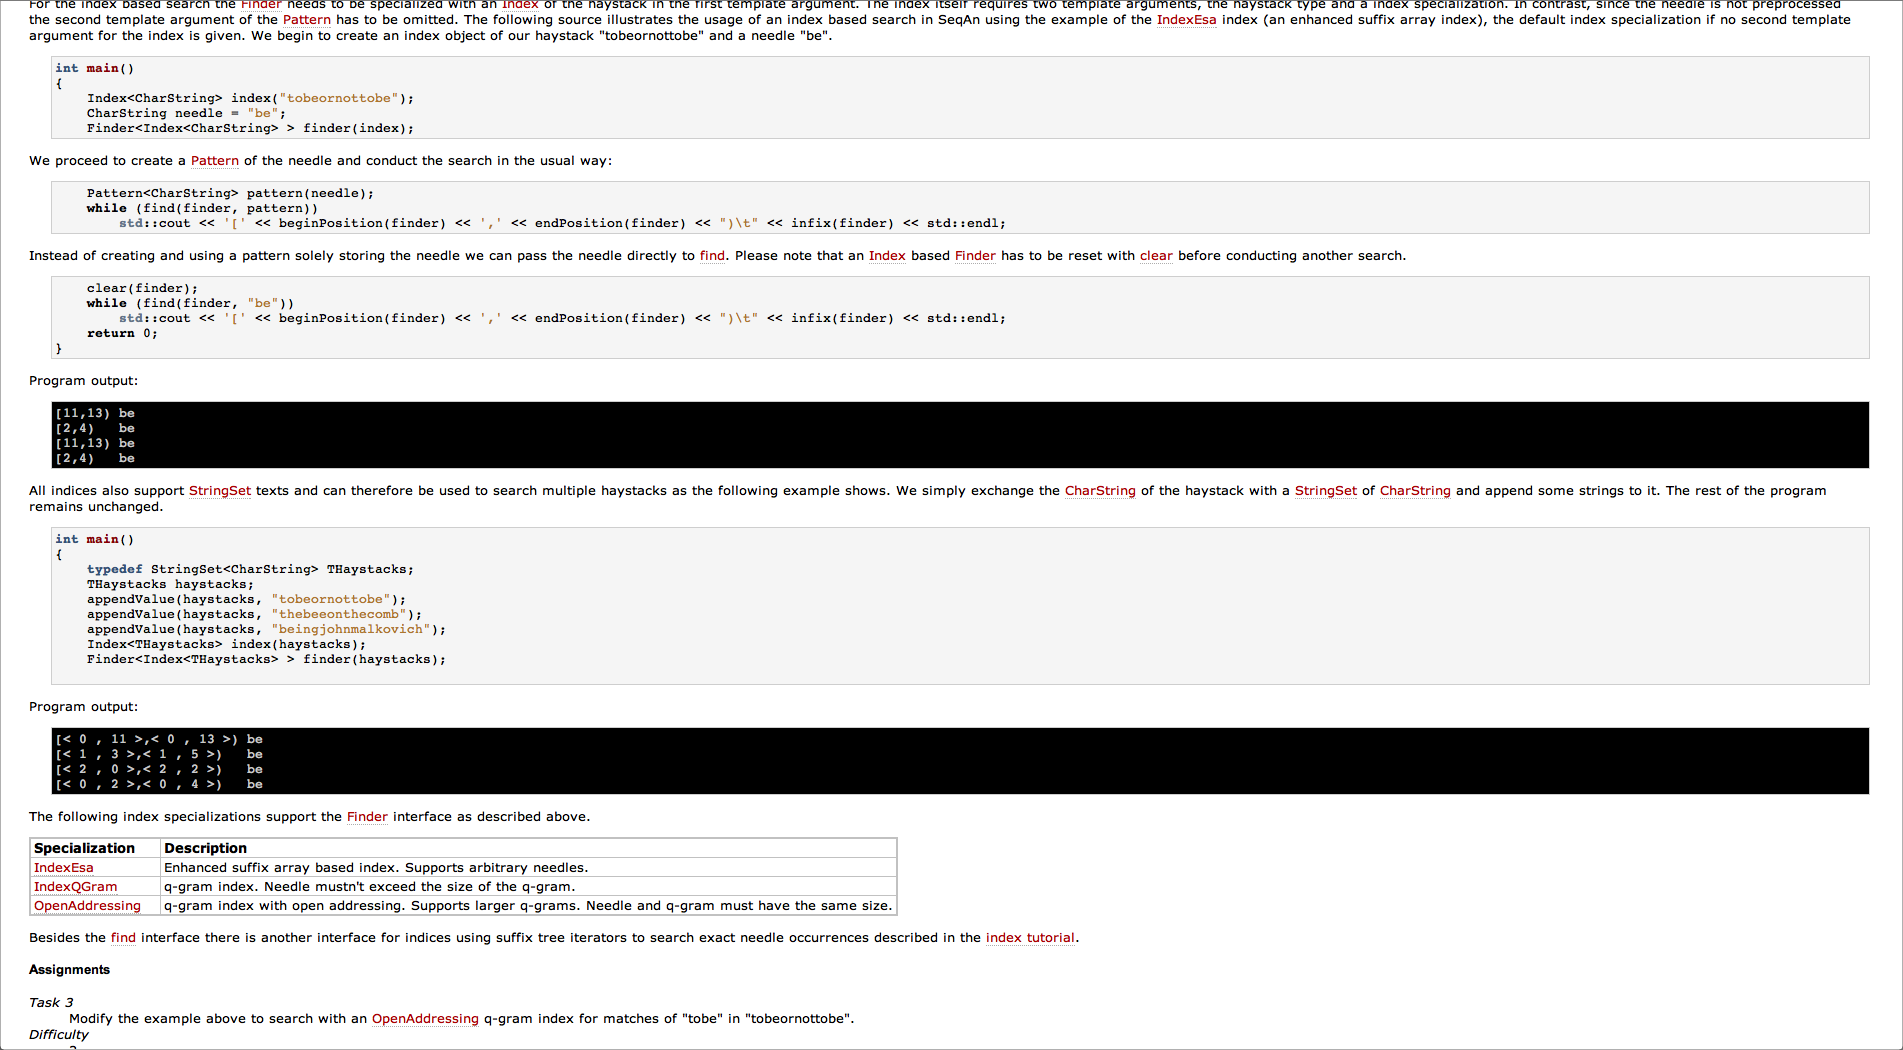 For the index based search the Finder needs to be specialized with an Index of the haystack in the first template argument. The index itself requires two template arguments, the haystack type and a index specialization. In contrast, since the needle is not preprocessed
the second template argument of the Pattern has to be omitted. The following source illustrates the usage of an index based search in SeqAn using the example of the IndexEsa index (an enhanced suffix array index), the default index specialization if no second template
argument for the index is given. We begin to create an index object of our haystack "tobeornottobe" and a needle "be".
int main()
{
    Index<CharString> index("tobeornottobe");
    CharString needle = "be";
    Finder<Index<CharString> > finder(index);
We proceed to create a Pattern of the needle and conduct the search in the usual way:
    Pattern<CharString> pattern(needle);
    while (find(finder, pattern))
        std::cout << '[' << beginPosition(finder) << ',' << endPosition(finder) << ")\t" << infix(finder) << std::endl;
Instead of creating and using a pattern solely storing the needle we can pass the needle directly to find. Please note that an Index based Finder has to be reset with clear before conducting another search.
    clear(finder);
    while (find(finder, "be"))
        std::cout << '[' << beginPosition(finder) << ',' << endPosition(finder) << ")\t" << infix(finder) << std::endl;
    return 0;
}
Program output:
[11,13) be
[2,4)   be
[11,13) be
[2,4)   be
All indices also support StringSet texts and can therefore be used to search multiple haystacks as the following example shows. We simply exchange the CharString of the haystack with a StringSet of CharString and append some strings to it. The rest of the program
remains unchanged.
int main()
{
    typedef StringSet<CharString> THaystacks;
    THaystacks haystacks;
    appendValue(haystacks, "tobeornottobe");
    appendValue(haystacks, "thebeeonthecomb");
    appendValue(haystacks, "beingjohnmalkovich");
    Index<THaystacks> index(haystacks);
    Finder<Index<THaystacks> > finder(haystacks);
Program output:
[< 0 , 11 >,< 0 , 13 >) be
[< 1 , 3 >,< 1 , 5 >)   be
[< 2 , 0 >,< 2 , 2 >)   be
[< 0 , 2 >,< 0 , 4 >)   be
The following index specializations support the Finder interface as described above.
Specialization Description
IndexEsa Enhanced suffix array based index. Supports arbitrary needles.
IndexQGram q-gram index. Needle mustn't exceed the size of the q-gram.
OpenAddressing q-gram index with open addressing. Supports larger q-grams. Needle and q-gram must have the same size.
Besides the find interface there is another interface for indices using suffix tree iterators to search exact needle occurrences described in the index tutorial.
Assignments
Task 3
Modify the example above to search with an OpenAddressing q-gram index for matches of "tobe" in "tobeornottobe".
Difficulty